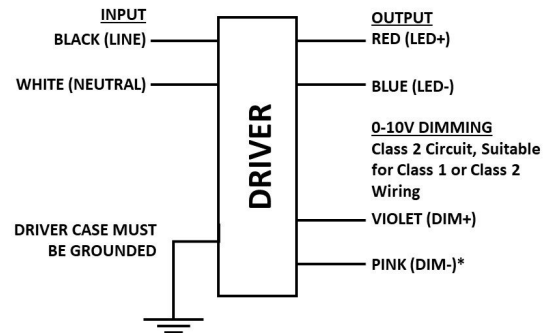 INPUT
BLACK (LINE)
WHITE (NEUTRAL)
DRIVER CASE MUST
BE GROUNDED
DRIVER
OUTPUT
RED (LED+)
BLUE (LED-)
0-10V DIMMING
Class 2 Circuit, Suitable
for Class 1 or Class 2
Wiring
VIOLET (DIM+)
PINK (DIM-)*